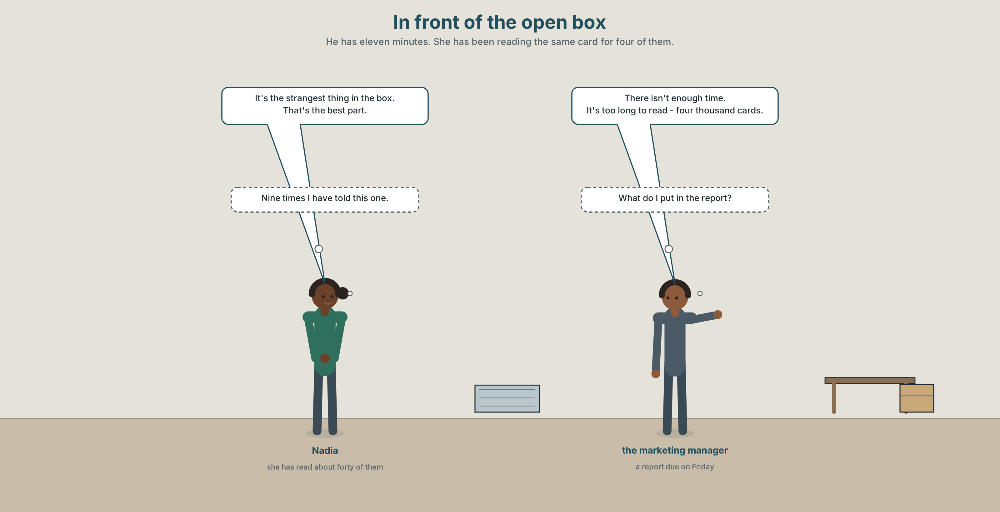 In front of the open box
He has eleven minutes. She has been reading the same card for four of them.
It's the strangest thing in the box.
That's the best part.
There isn't enough time.
It's too long to read - four thousand cards.
Nine times I have told this one.
What do I put in the report?
Nadia
she has read about forty of them
the marketing manager
a report due on Friday